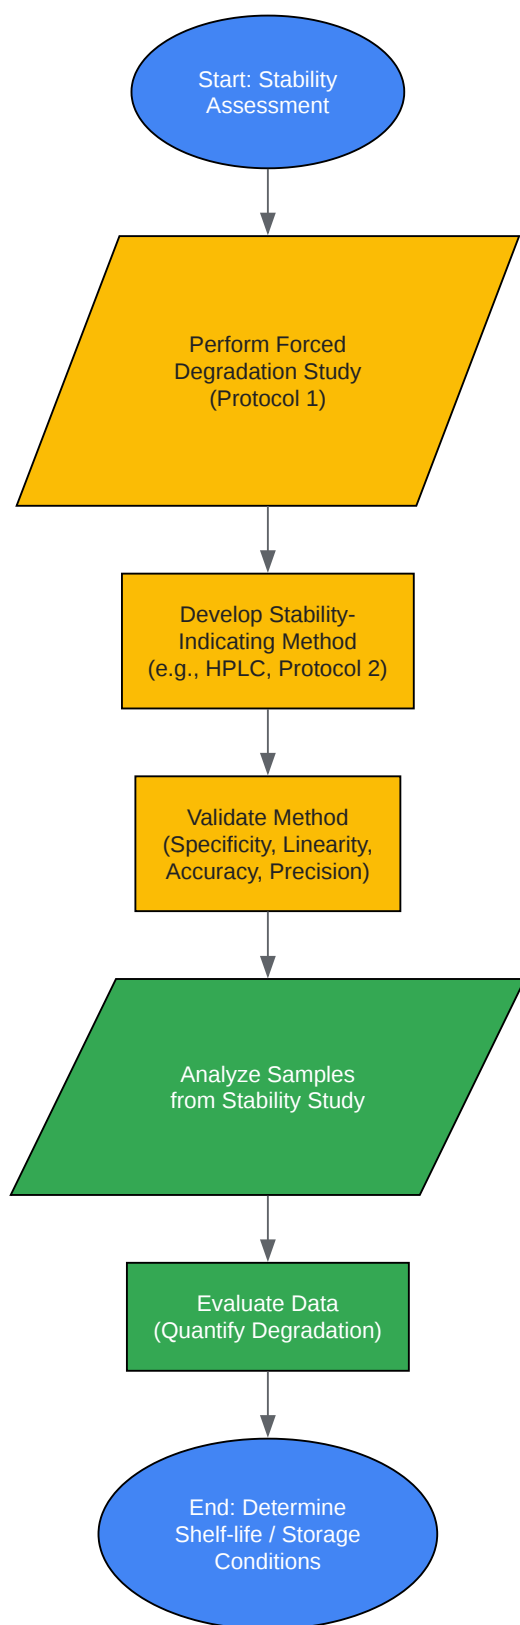 Start: Stability
Assessment
Perform Forced
Degradation Study
(Protocol 1)
Develop Stability-
Indicating Method
(e.g., HPLC, Protocol 2)
Validate Method
(Specificity, Linearity,
Accuracy, Precision)
Analyze Samples
from Stability Study
Evaluate Data
(Quantify Degradation)
End: Determine
Shelf-life / Storage
Conditions